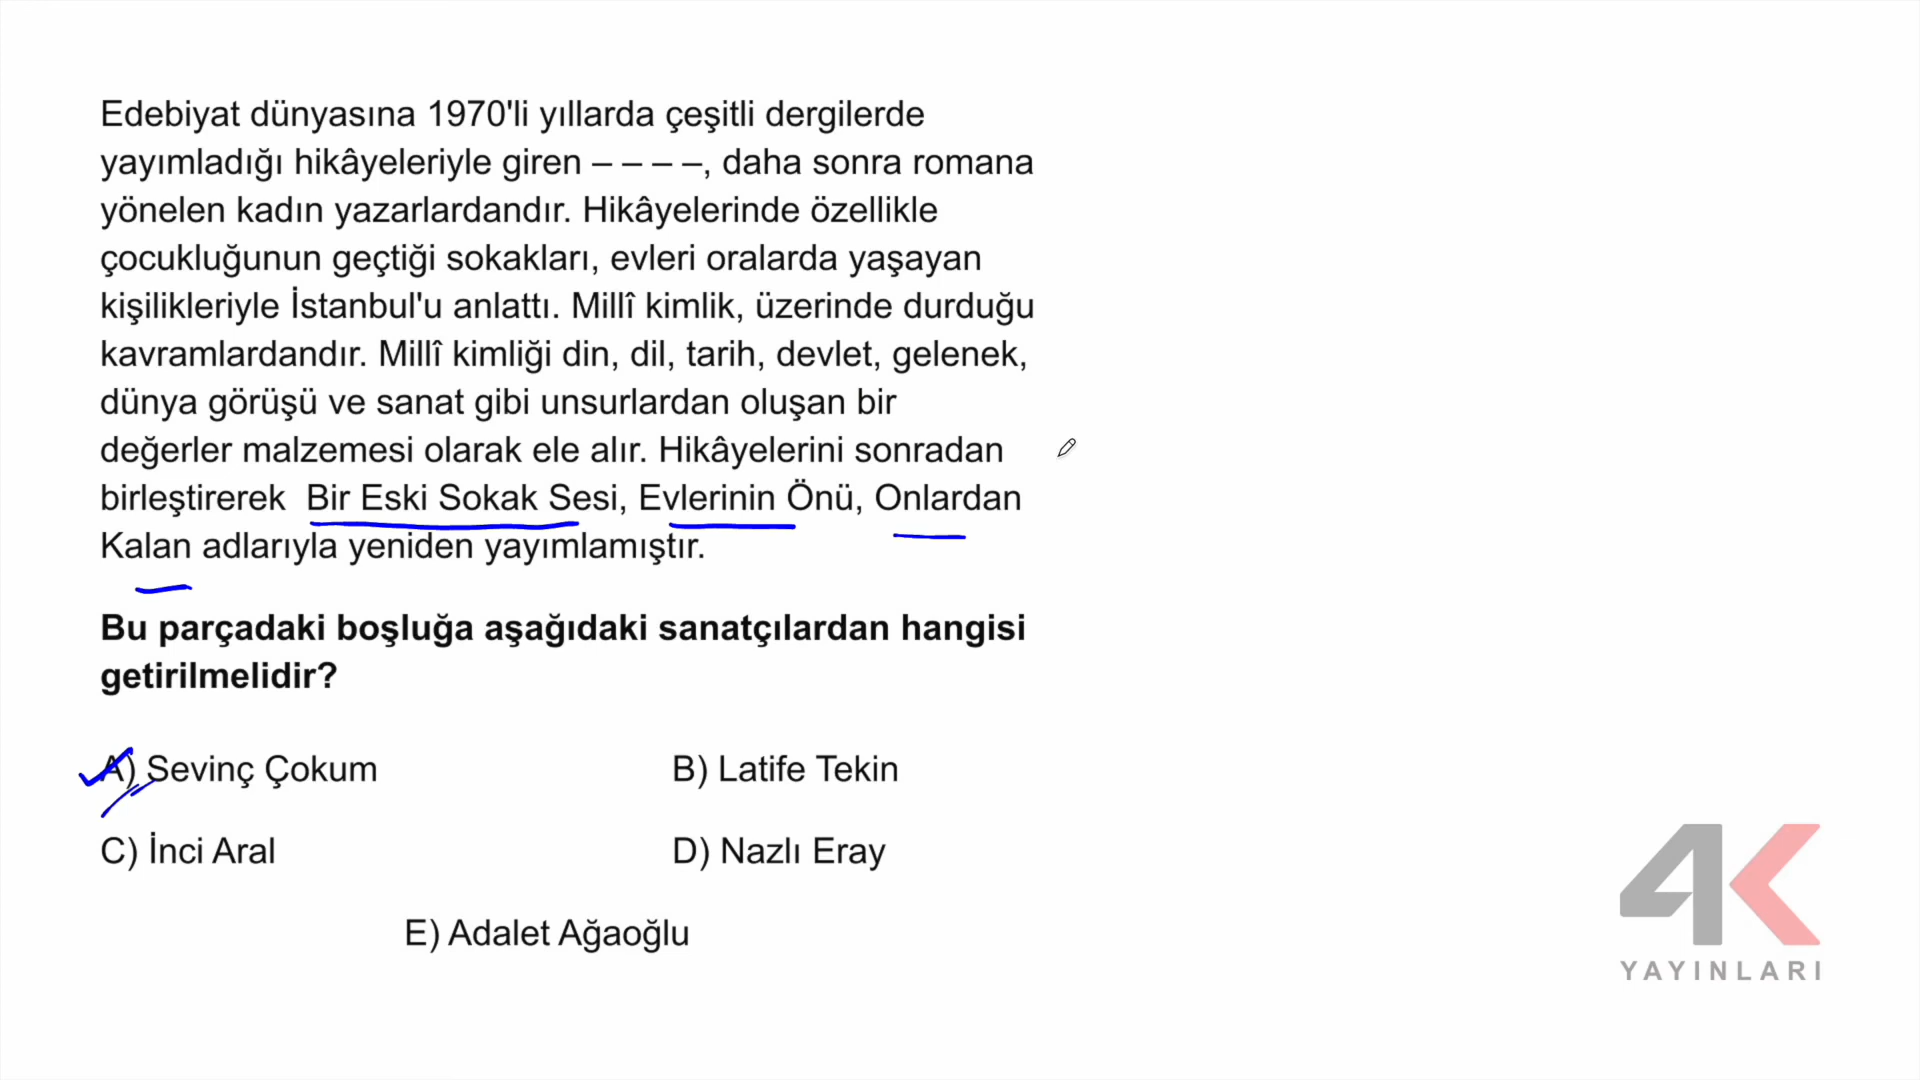 Edebiyat dünyasına 1970'li yıllarda çeşitli dergilerde
yayımladığı hikâyeleriyle giren – – – –, daha sonra romana
yönelen kadın yazarlardandır. Hikâyelerinde özellikle
çocukluğunun geçtiği sokakları, evleri oralarda yaşayan
kişilikleriyle İstanbul'u anlattı. Millî kimlik, üzerinde durduğu
kavramlardandır. Millî kimliği din, dil, tarih, devlet, gelenek,
dünya görüşü ve sanat gibi unsurlardan oluşan bir
değerler malzemesi olarak ele alır. Hikâyelerini sonradan
birleştirerek  Bir Eski Sokak Sesi, Evlerinin Önü, Onlardan
Kalan adlarıyla yeniden yayımlamıştır.
Bu parçadaki boşluğa aşağıdaki sanatçılardan hangisi
getirilmelidir?
A) Sevinç Çokum
B) Latife Tekin
C) İnci Aral
D) Nazlı Eray
E) Adalet Ağaoğlu
4K
YAYINLARI